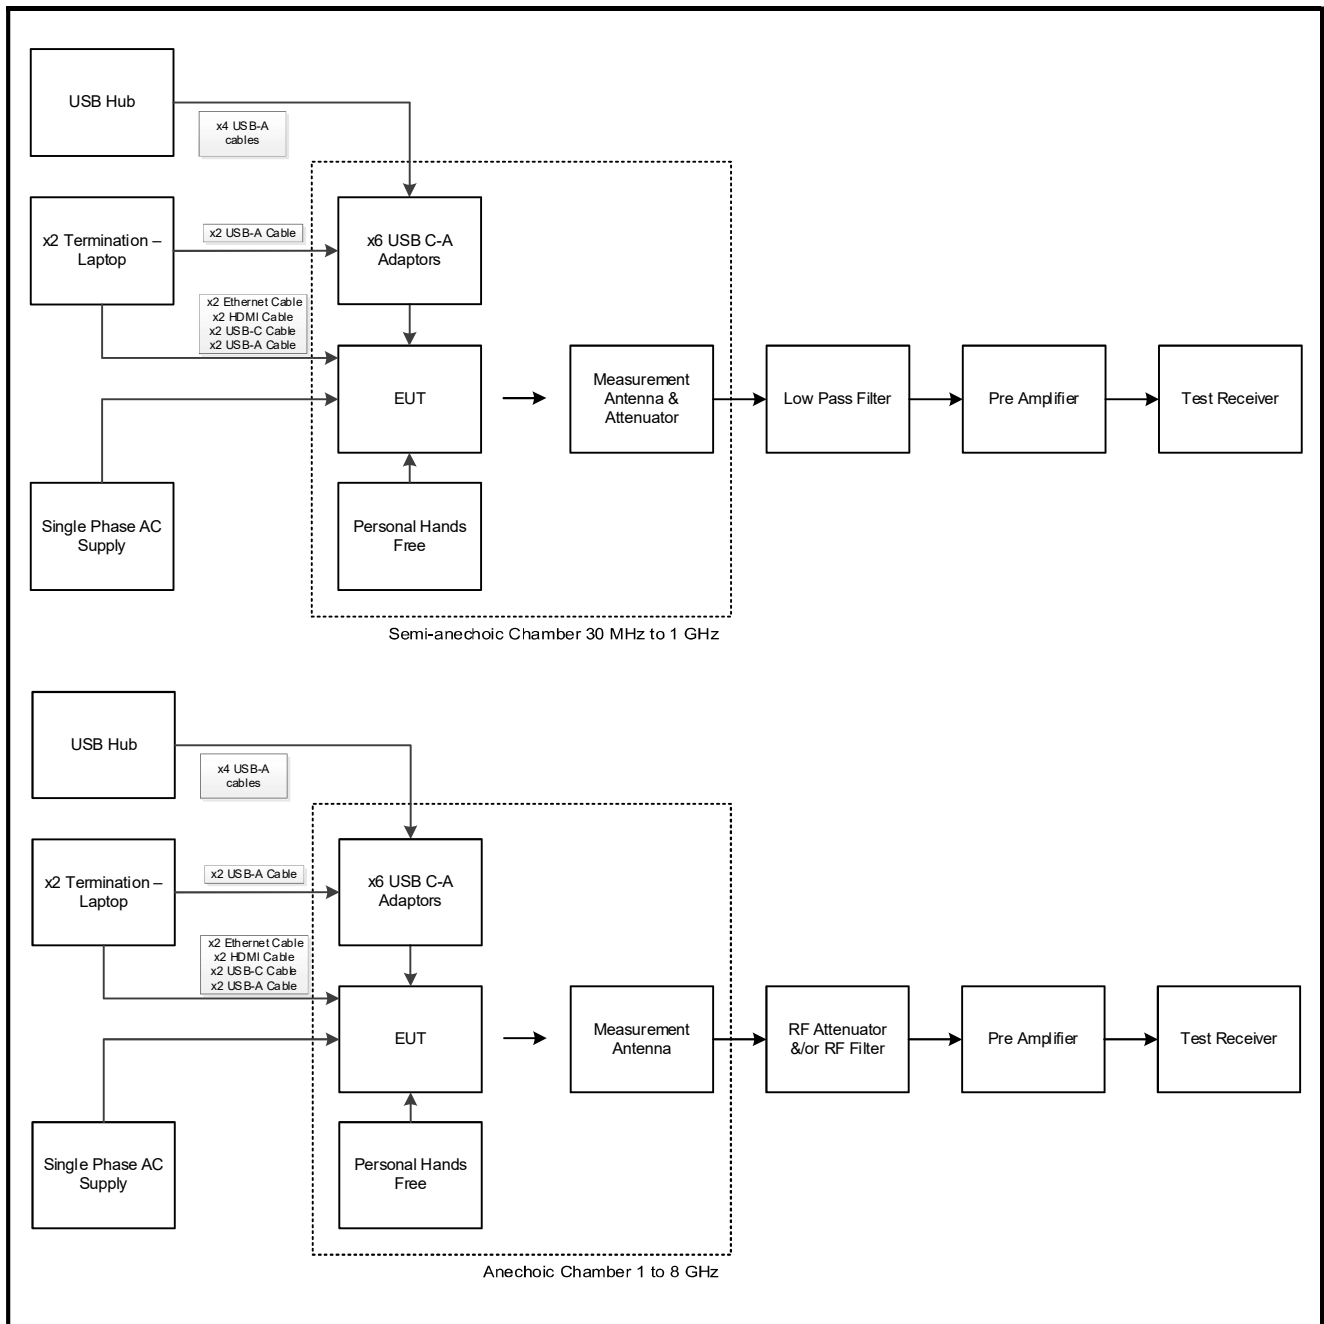 USB Hub
x4 USB-A
cables
x2 Termination –
Laptop
x2 USB-A Cable
x6 USB C-A
Adaptors
x2 Ethernet Cable
x2 HDMI Cable
x2 USB-C Cable
x2 USB-A Cable
EUT
Measurement
Antenna &
Attenuator
Low Pass Filter
Pre Amplifier
Test Receiver
Single Phase AC
Supply
Personal Hands
Free
Semi-anechoic Chamber 30 MHz to 1 GHz
USB Hub
x4 USB-A
cables
x2 Termination –
Laptop
x2 USB-A Cable
x6 USB C-A
Adaptors
x2 Ethernet Cable
x2 HDMI Cable
x2 USB-C Cable
x2 USB-A Cable
EUT
Measurement
Antenna
RF Attenuator
&/or RF Filter
Pre Amplifier
Test Receiver
Single Phase AC
Supply
Personal Hands
Free
Anechoic Chamber 1 to 8 GHz